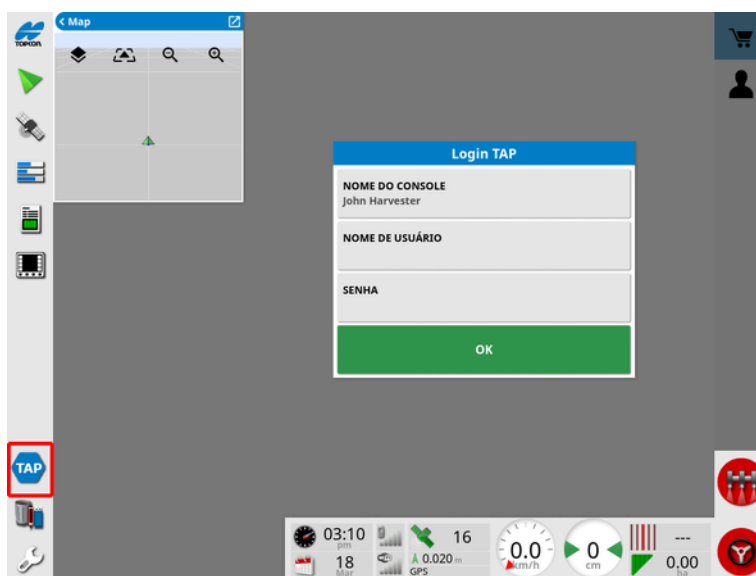 TOPCON
< Map
Login TAP
NOME DO CONSOLE
John Harvester
NOME DE USUÁRIO
SENHA
OK
TAP
03:10
pm
18
Mar
16
0.020 m
GPS
0.0
km/h
0
cm
---
0.00
ha